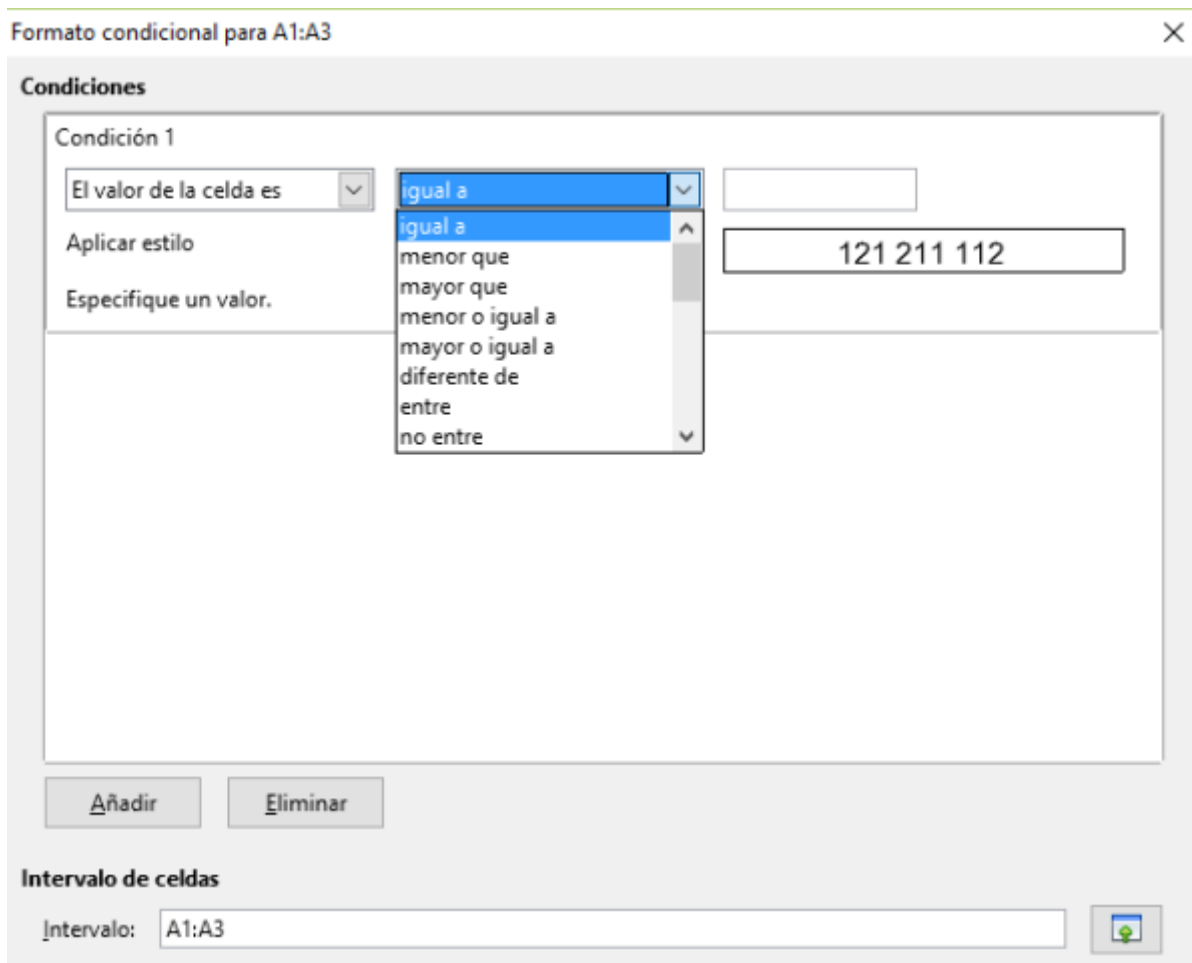 Formato condicional para A1:A3
Condiciones
Condición 1
El valor de la celda es
igual a
igual a
menor que
mayor que
menor o igual a
mayor o igual a
diferente de
entre
no entre
Aplicar estilo
121 211 112
Especifique un valor.
Añadir
Eliminar
Intervalo de celdas
Intervalo: A1:A3